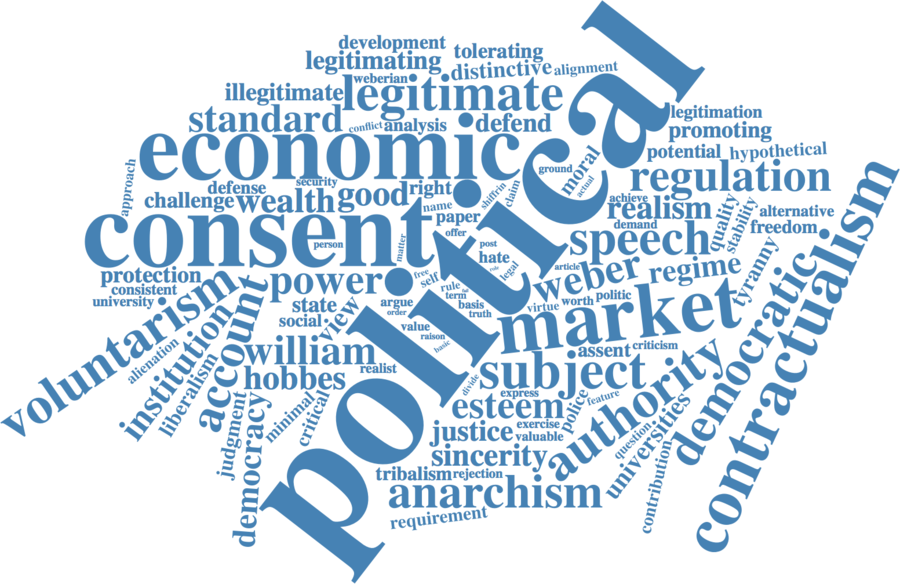 development
tolerating
legitimating
distinctive
alignment
weberian
illegitimate
legitimate
political
standard
conflict
analysis
defend
legitimation
promoting
economic
ground
moral
actual
potential
hypothetical
approach
defense
security
right
good
shiffrin
claim
regulation
contractualism
challenge
wealth
name
paper
achieve
realism
quality
stability
alternative
freedom
consent
person
matter
offer
post
hate
demand
speech
protection
consistent
university
power
free
self
role
legal
article
weber
regime
tyranny
democratic
voluntarism
institution
account
state
social
view
argue
order
rule
term
basis
truth
virtue
worth
politic
market
value
raison
basic
alienation
liberalism
william
realist
assent
criticism
hobbes
divide
subject
authority
judgment
democracy
minimal
critical
express
esteem
police
feature
universities
justice
exercise
valuable
question
sincerity
tribalism
rejection
contribution
anarchism
requirement